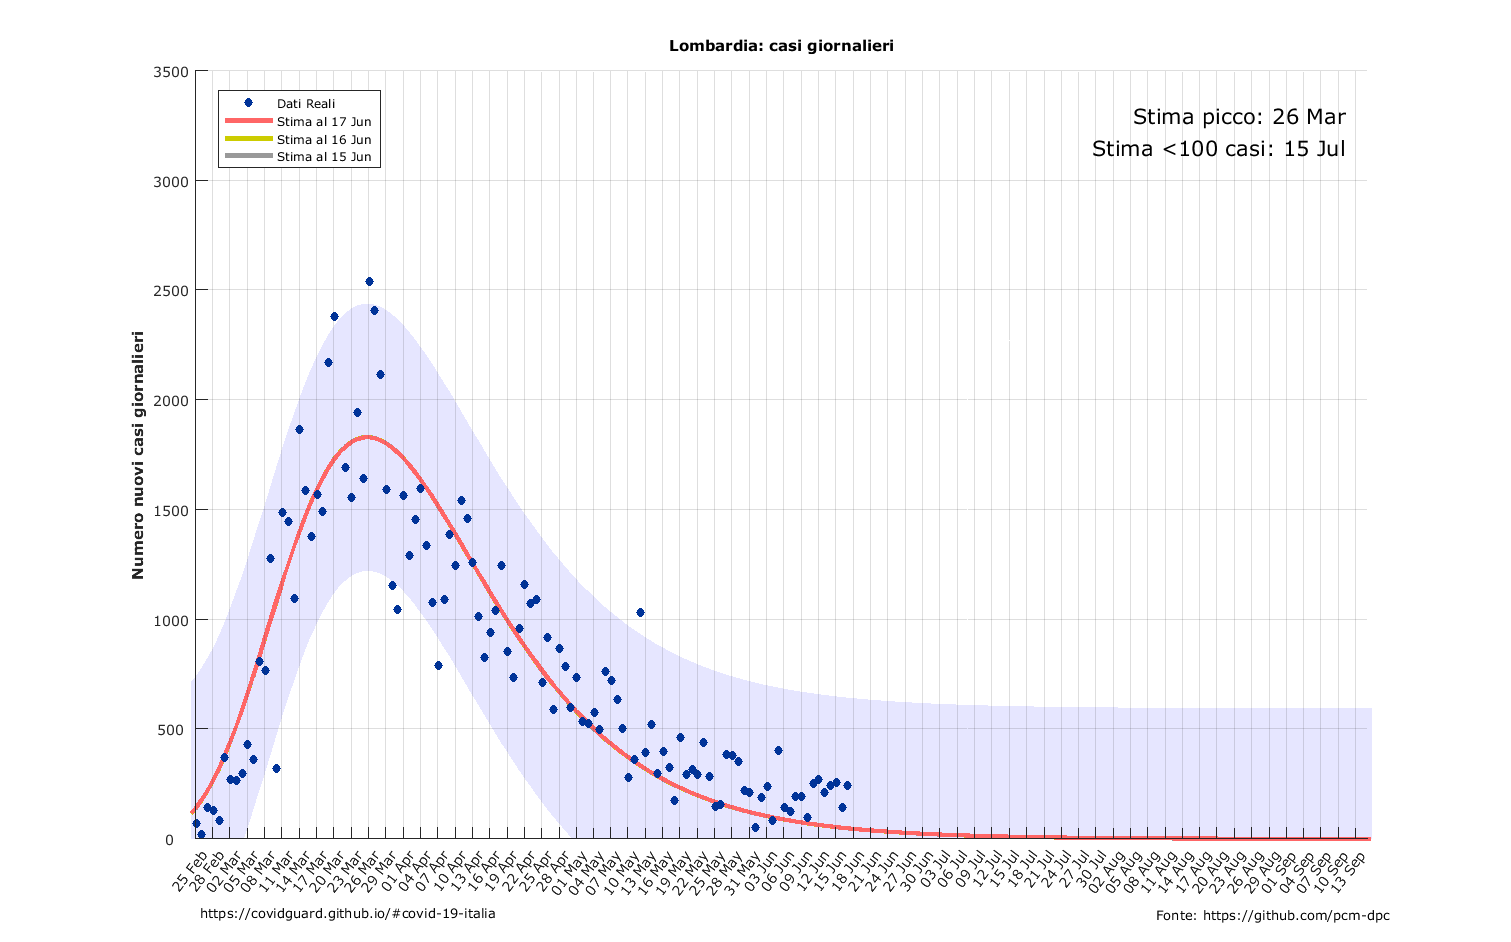 Lombardia: casi giornalieri
3500
3000
2500
2000
1500
1000
500
0
Numero nuovi casi giornalieri
Dati Reali
Stima al 17 Jun
Stima al 16 Jun
Stima al 15 Jun
Stima picco: 26 Mar
Stima <100 casi: 15 Jul
25 Feb
28 Feb
02 Mar
05 Mar
08 Mar
11 Mar
14 Mar
17 Mar
20 Mar
23 Mar
26 Mar
29 Mar
01 Apr
04 Apr
07 Apr
10 Apr
13 Apr
16 Apr
19 Apr
22 Apr
25 Apr
28 Apr
01 May
04 May
07 May
10 May
13 May
16 May
19 May
22 May
25 May
28 May
31 May
03 Jun
06 Jun
09 Jun
12 Jun
15 Jun
18 Jun
21 Jun
24 Jun
27 Jun
30 Jun
03 Jul
06 Jul
09 Jul
12 Jul
15 Jul
18 Jul
21 Jul
24 Jul
27 Jul
30 Jul
02 Aug
05 Aug
08 Aug
11 Aug
14 Aug
17 Aug
20 Aug
23 Aug
26 Aug
29 Aug
01 Sep
04 Sep
07 Sep
10 Sep
13 Sep
https://covidguard.github.io/#covid-19-italia
Fonte: https://github.com/pcm-dpc